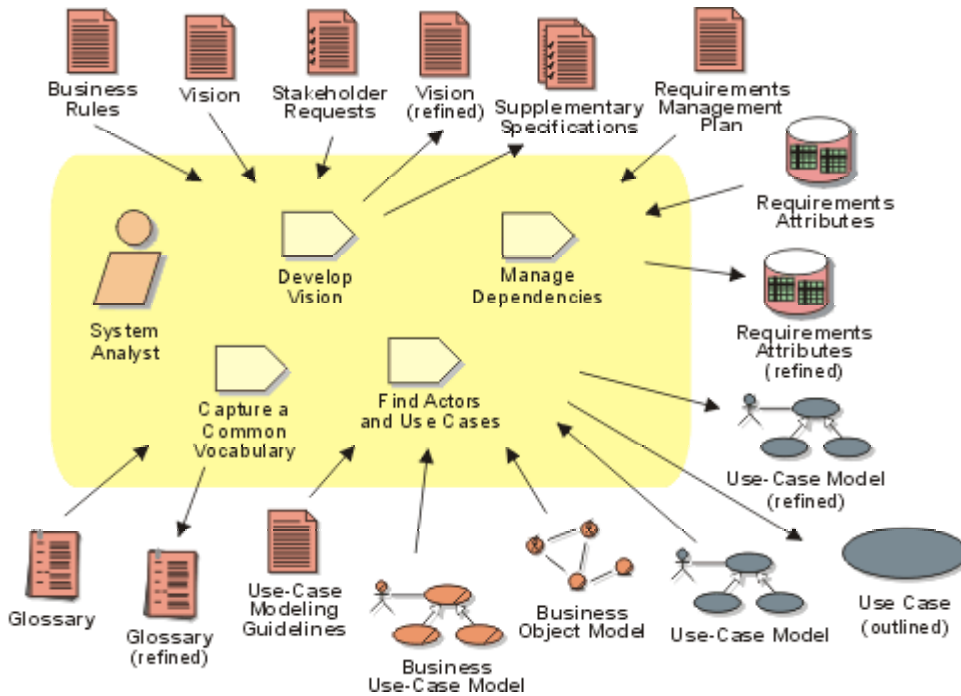 Business
Rules
Vision
Stakeholder
Requests
Vision
(refined)
Supplementary
Specifications
Requirements
Management
Plan
Requirements
Attributes
Develop
Vision
Manage
Dependencies
System
Analyst
Requirements
Attributes
(refined)
Capture a
Common
Vocabulary
Find Actors
and Use Cases
Use-Case Model
(refined)
Glossary
Glossary
(refined)
Use-Case
Modeling
Guidelines
Business
Use-Case Model
Business
Object Model
Use-Case Model
Use Case
(outlined)